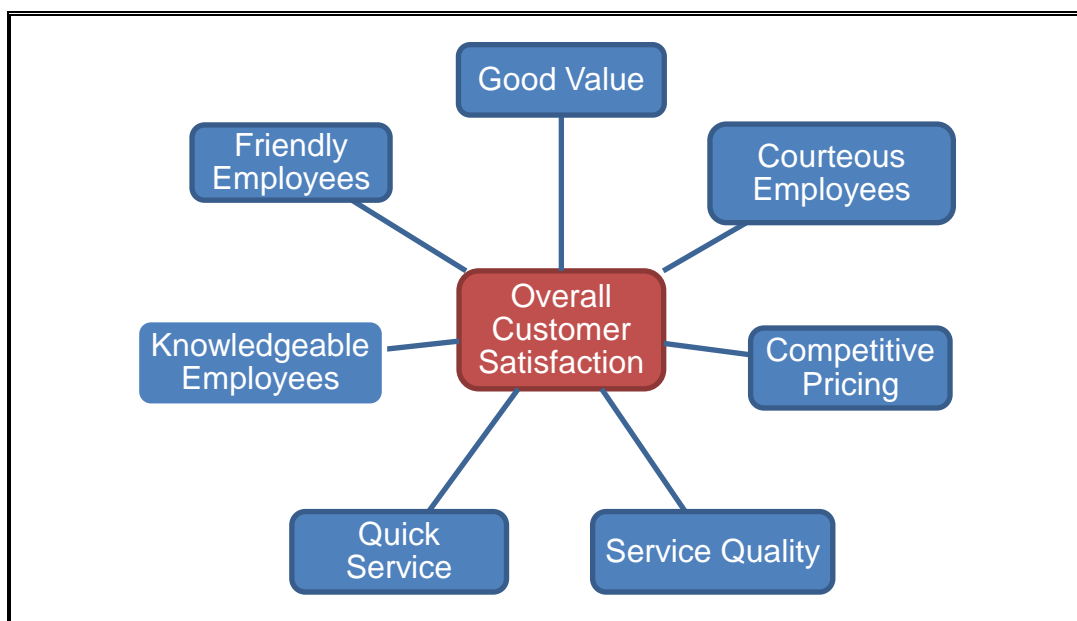 Good Value
Friendly
Employees
Courteous
Employees
Overall
Customer
Satisfaction
Knowledgeable
Employees
Competitive
Pricing
Quick
Service
Service Quality